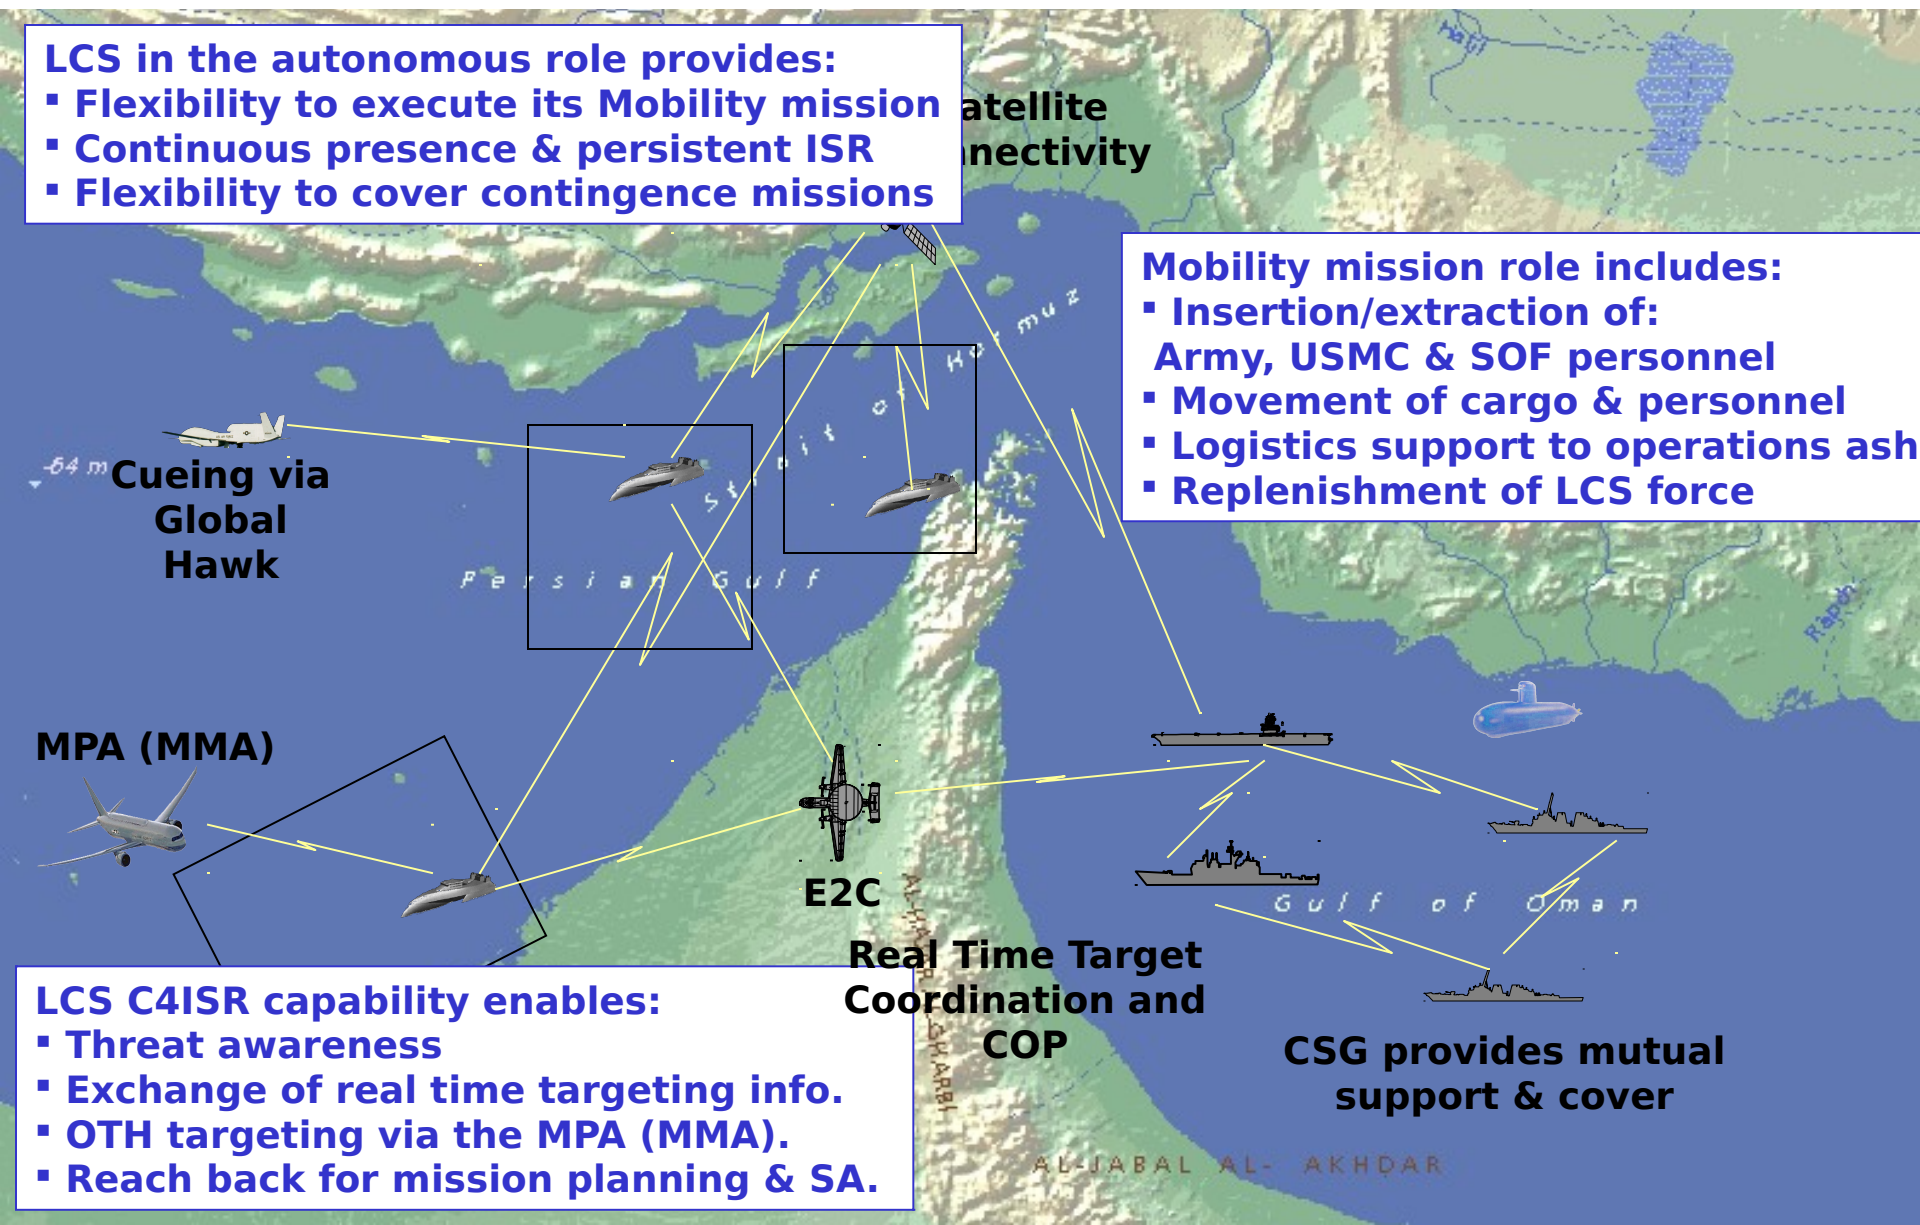 LCS in the autonomous role provides:
▪ Flexibility to execute its Mobility mission
▪ Continuous presence & persistent ISR
▪ Flexibility to cover contingence missions
atellite
nnectivity
Mobility mission role includes:
▪ Insertion/extraction of:
Army, USMC & SOF personnel
▪ Movement of cargo & personnel
▪ Logistics support to operations ash
▪ Replenishment of LCS force
Strait of Hormuz
-64 m
Cueing via
Global
Hawk
Persian Gulf
Rapch
MPA (MMA)
E2C
Gulf of Oman
Real Time Target
Coordination and
COP
CSG provides mutual
support & cover
LCS C4ISR capability enables:
▪ Threat awareness
▪ Exchange of real time targeting info.
▪ OTH targeting via the MPA (MMA).
▪ Reach back for mission planning & SA.
AL-JABAL AL- AKHDAR